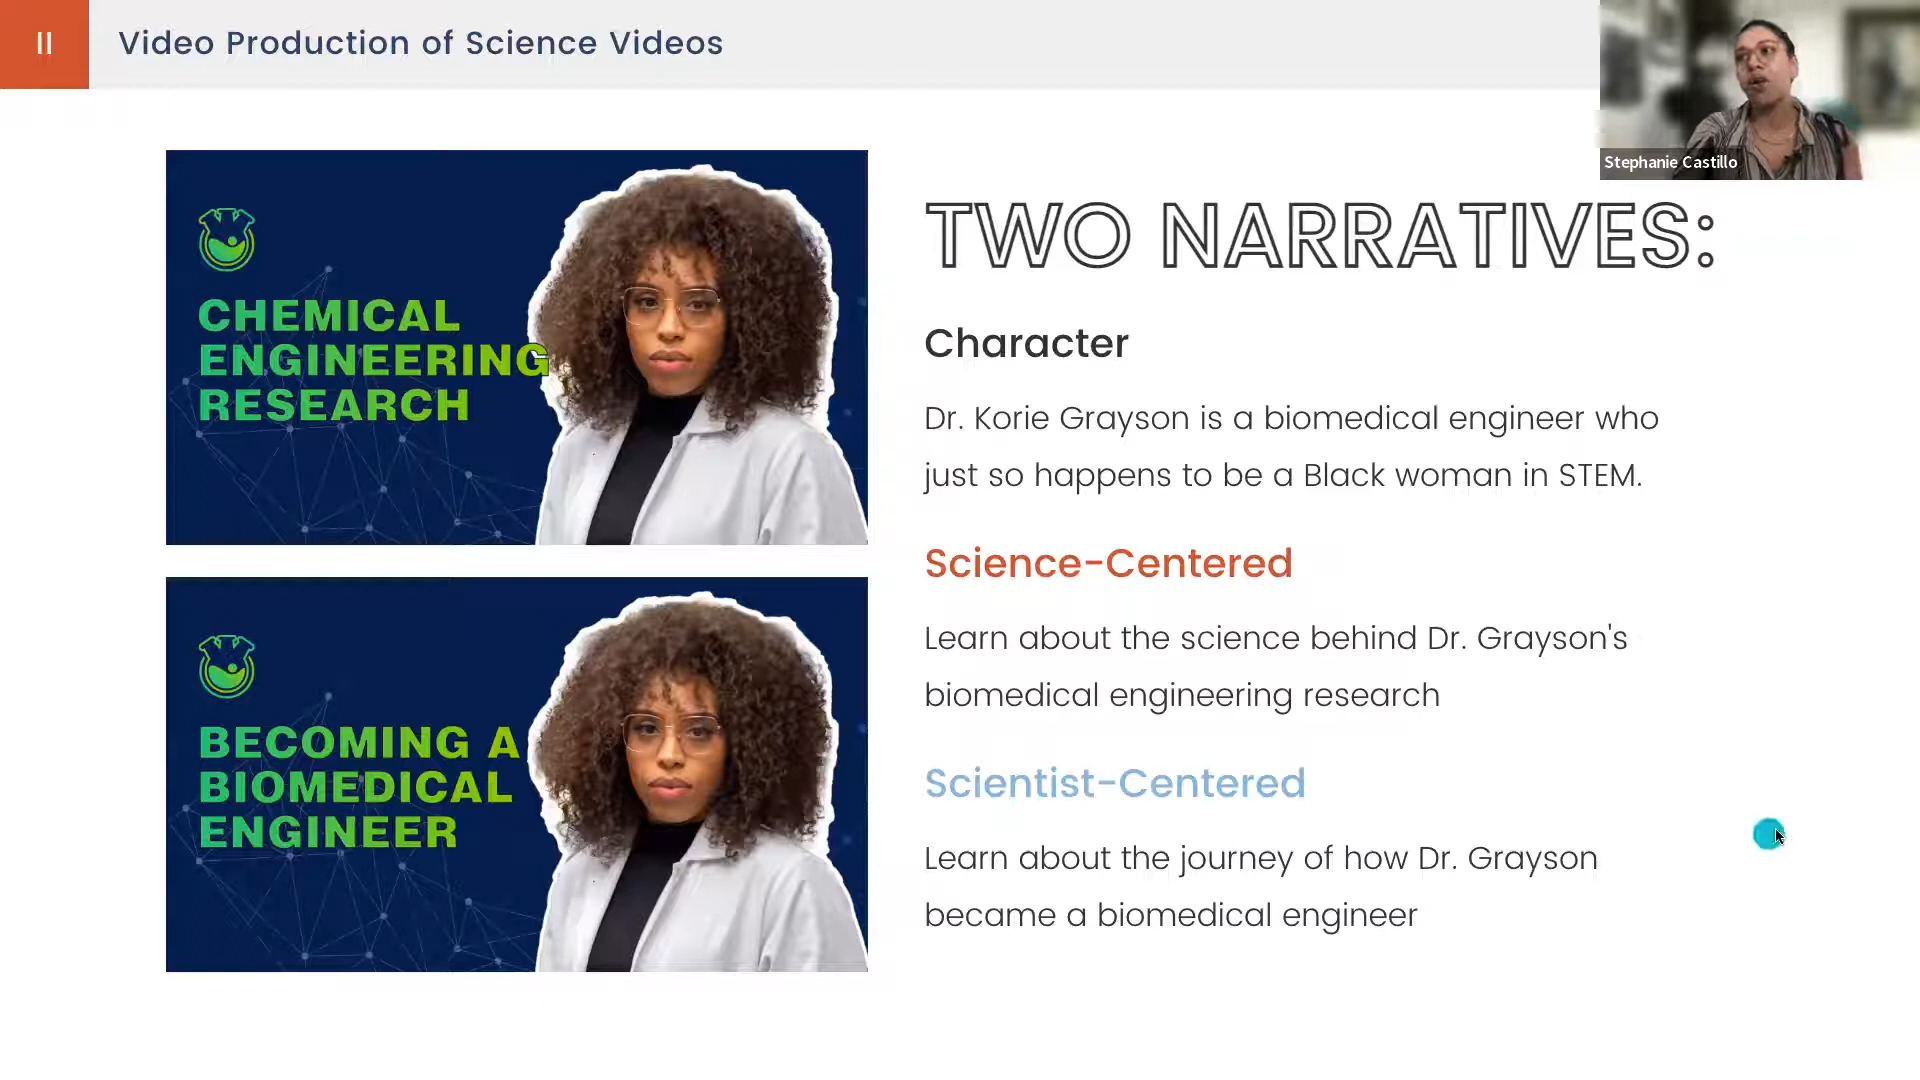 II
Video Production of Science Videos
Stephanie Castillo
CHEMICAL
ENGINEERING
RESEARCH
BECOMING A
BIOMEDICAL
ENGINEER
TWO NARRATIVES:
Character
Dr. Korie Grayson is a biomedical engineer who
just so happens to be a Black woman in STEM.
Science-Centered
Learn about the science behind Dr. Grayson's
biomedical engineering research
Scientist-Centered
Learn about the journey of how Dr. Grayson
became a biomedical engineer